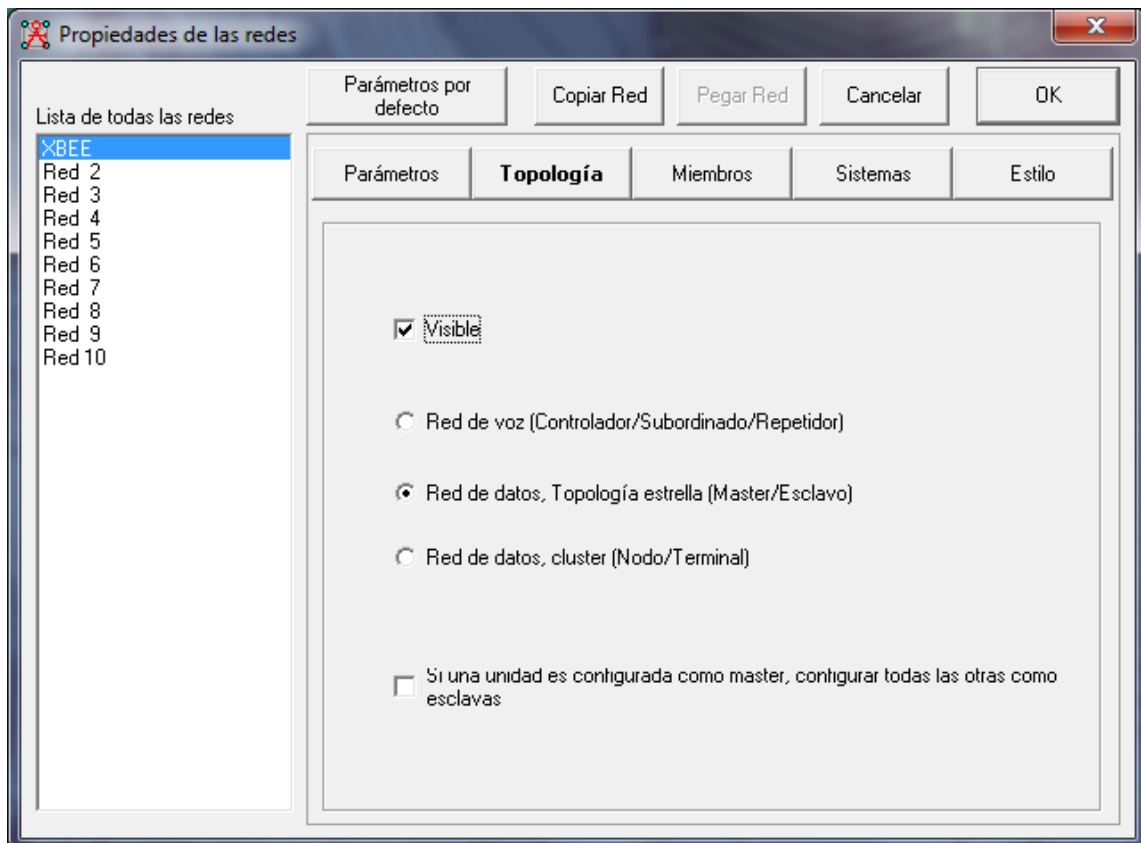 Propiedades de las redes
Lista de todas las redes
XBEE
Red 2
Red 3
Red 4
Red 5
Red 6
Red 7
Red 8
Red 9
Red 10
Parámetros por
defecto
Copiar Red
Pegar Red
Cancelar
OK
Parámetros
Topología
Miembros
Sistemas
Estilo
Visible
Red de voz (Controlador/Subordinado/Repetidor)
Red de datos, Topología estrella (Master/Esclavo)
Red de datos, cluster (Nodo/Terminal)
Si una unidad es configurada como master, configurar todas las otras como
esclavas